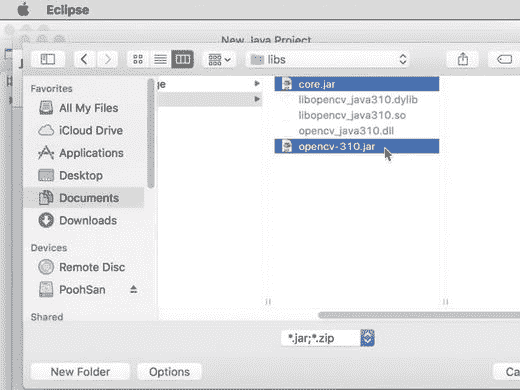 Eclipse
New Java Project
libs
ge
core.jar
libopencv_java310.dylib
libopencv_java310.so
opencv_java310.dll
opencv-310.jar
Favorites
All My Files
iCloud Drive
Applications
Desktop
Documents
Downloads
Devices
Remote Disc
PoohSan
Shared
*.jar;*.zip
New Folder
Options
Ca